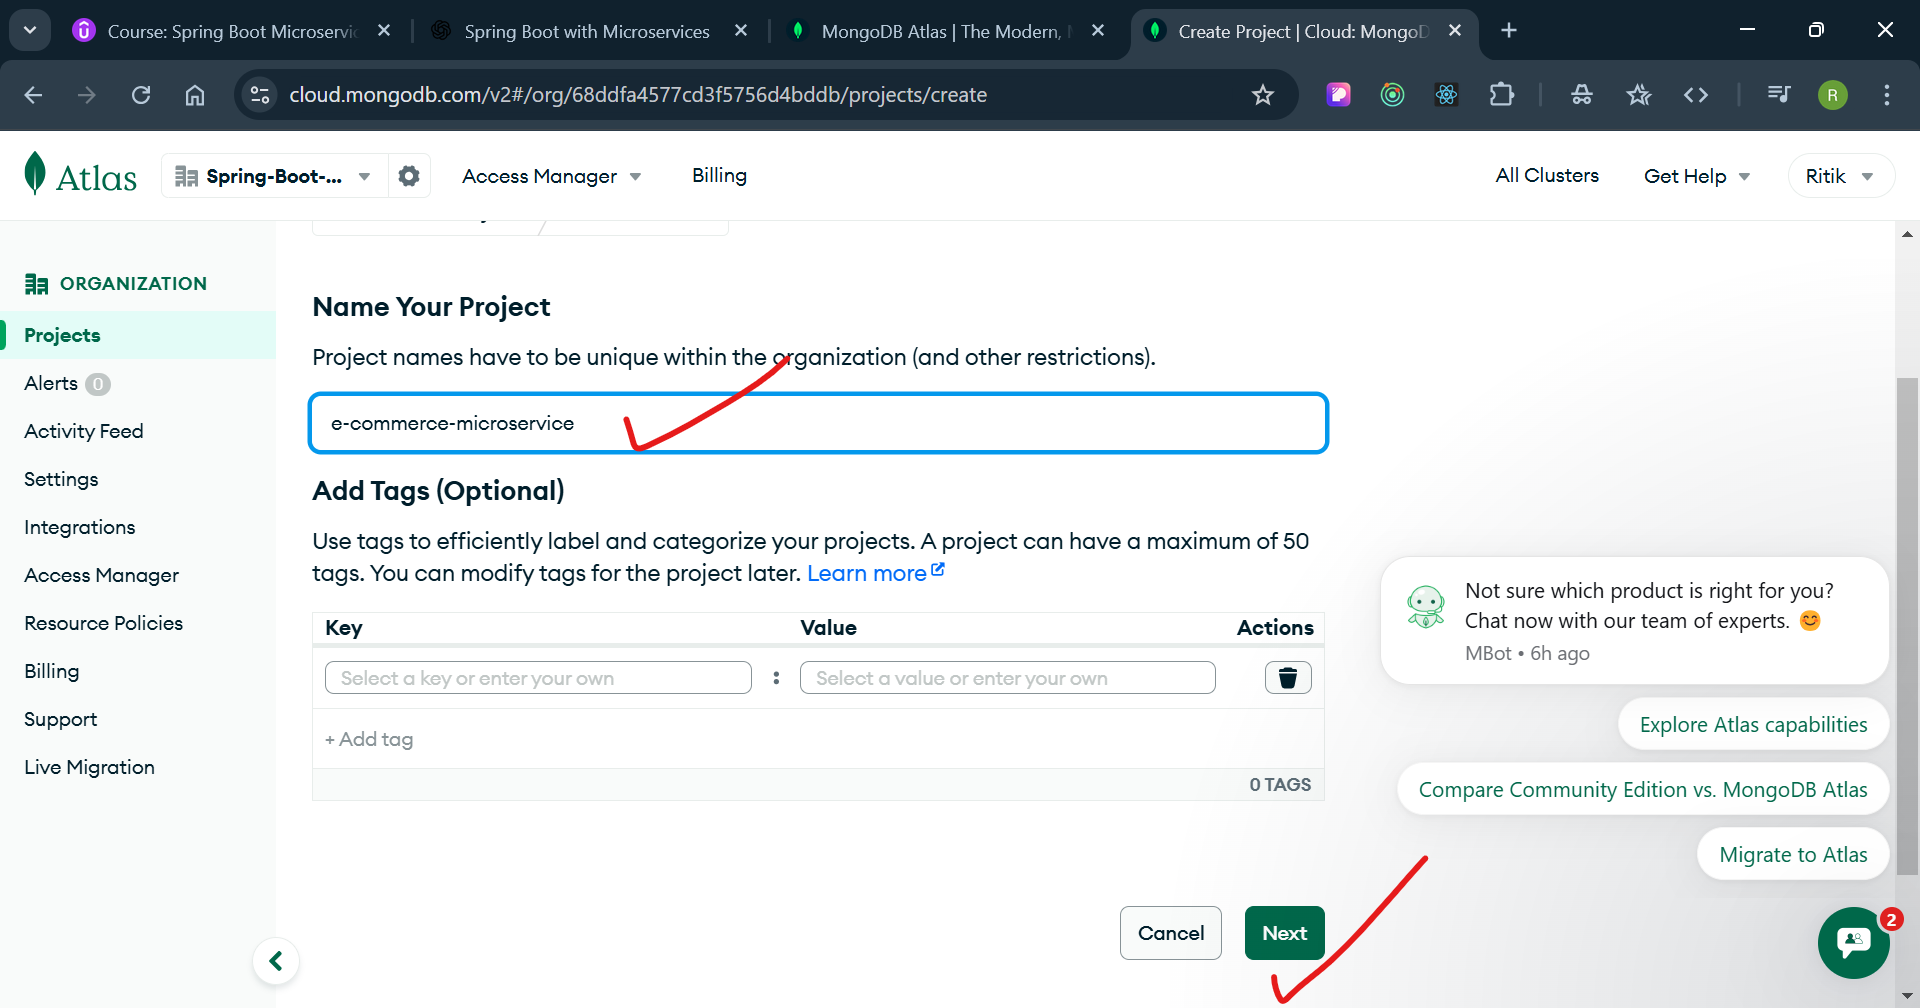 Course: Spring Boot Microservic
Spring Boot with Microservices
MongoDB Atlas | The Modern,
Create Project | Cloud: MongoD
cloud.mongodb.com/v2#/org/68ddfa4577cd3f5756d4bddb/projects/create
R
Atlas
Spring-Boot-...
Access Manager
Billing
All Clusters
Get Help
Ritik
ORGANIZATION
Projects
Alerts 0
Activity Feed
Settings
Integrations
Access Manager
Resource Policies
Billing
Support
Live Migration
Name Your Project
Project names have to be unique within the organization (and other restrictions).
e-commerce-microservice
Add Tags (Optional)
Use tags to efficiently label and categorize your projects. A project can have a maximum of 50
tags. You can modify tags for the project later. Learn more
Key Value Actions
Select a key or enter your own : Select a value or enter your own
+ Add tag
0 TAGS
Cancel
Next
Not sure which product is right for you?
Chat now with our team of experts. 😊
MBot • 6h ago
Explore Atlas capabilities
Compare Community Edition vs. MongoDB Atlas
Migrate to Atlas
2